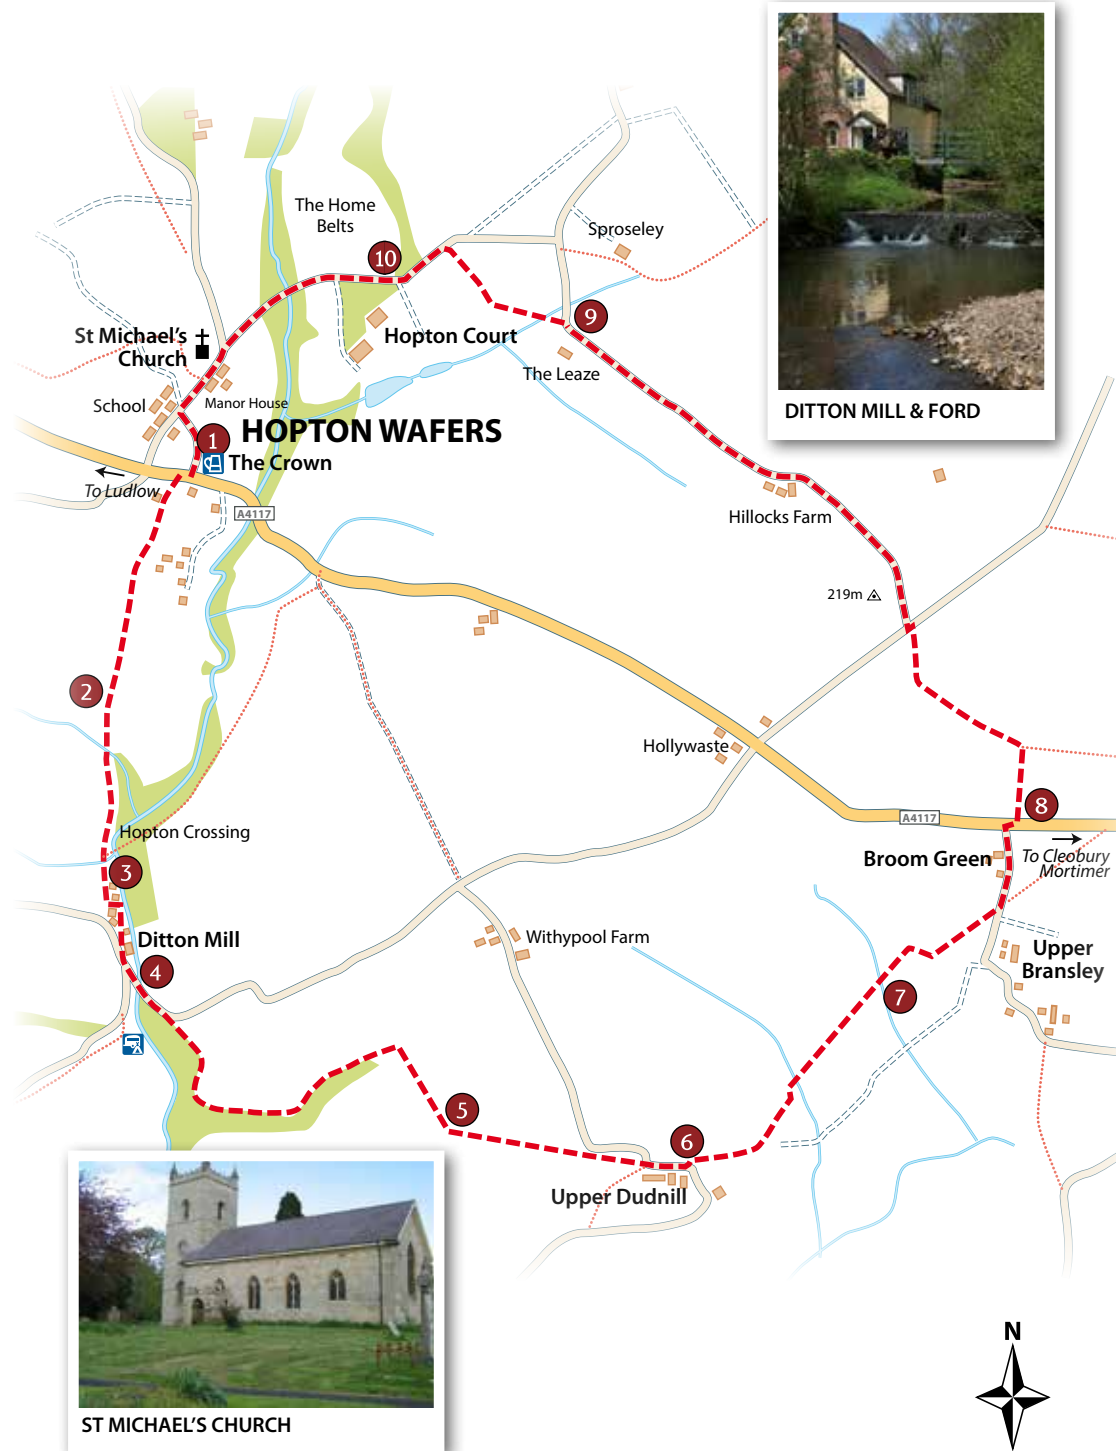 DITTON MILL & FORD
The Home
Belts
10
Sproseley
9
St Michael's
Church
Hopton Court
The Leaze
School
Manor House
1
HOPTON WAFERS
The Crown
To Ludlow
A4117
Hillocks Farm
219m
2
Hollywaste
8
A4117
Hopton Crossing
Broom Green
To Cleobury
Mortimer
3
Ditton Mill
Withypool Farm
Upper
Bransley
4
7
5
6
Upper Dudnill
N
ST MICHAEL'S CHURCH